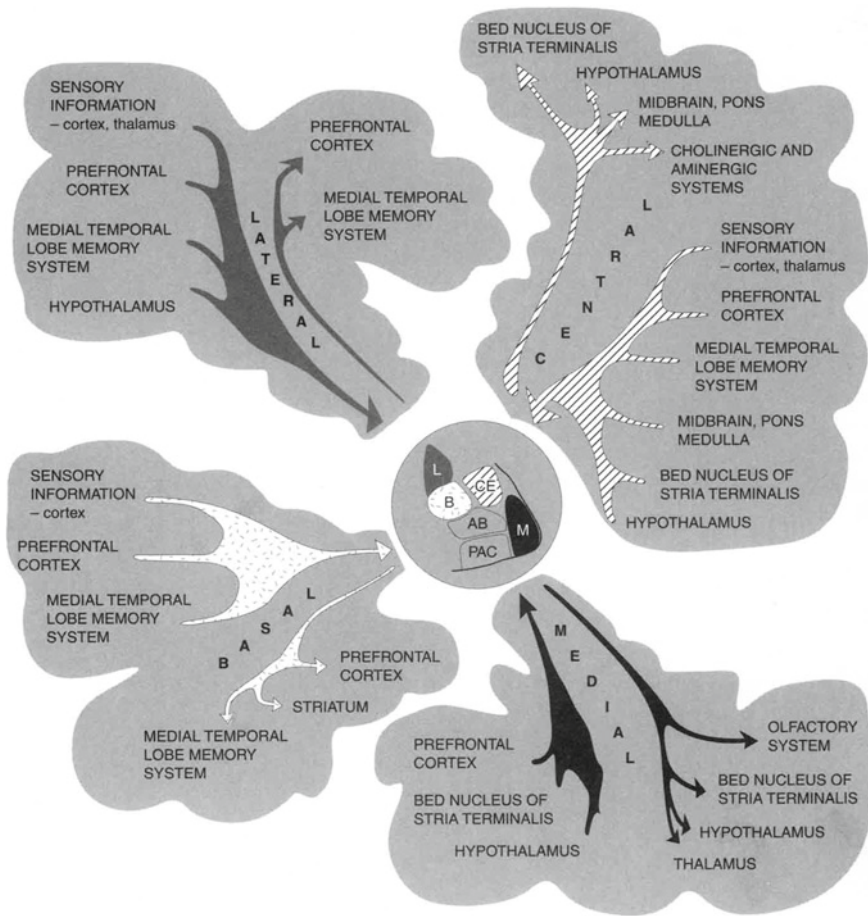 SENSORY
INFORMATION
– cortex, thalamus
PREFRONTAL
CORTEX
MEDIAL TEMPORAL
LOBE MEMORY
SYSTEM
HYPOTHALAMUS
LATERAL
PREFRONTAL
CORTEX
MEDIAL TEMPORAL
LOBE MEMORY
SYSTEM
BED NUCLEUS OF
STRIA TERMINALIS
HYPOTHALAMUS
MIDBRAIN, PONS
MEDULLA
CHOLINERGIC AND
AMINERGIC
SYSTEMS
CENTRAL
SENSORY
INFORMATION
– cortex, thalamus
PREFRONTAL
CORTEX
MEDIAL TEMPORAL
LOBE MEMORY
SYSTEM
MIDBRAIN, PONS
MEDULLA
BED NUCLEUS OF
STRIA TERMINALIS
HYPOTHALAMUS
L
CE
B
AB
M
PAC
SENSORY
INFORMATION
– cortex
PREFRONTAL
CORTEX
MEDIAL TEMPORAL
LOBE MEMORY
SYSTEM
BASAL
PREFRONTAL
CORTEX
STRIATUM
MEDIAL TEMPORAL
LOBE MEMORY
SYSTEM
MEDIAL
PREFRONTAL
CORTEX
BED NUCLEUS OF
STRIA TERMINALIS
HYPOTHALAMUS
OLFACTORY
SYSTEM
BED NUCLEUS OF
STRIA TERMINALIS
HYPOTHALAMUS
THALAMUS